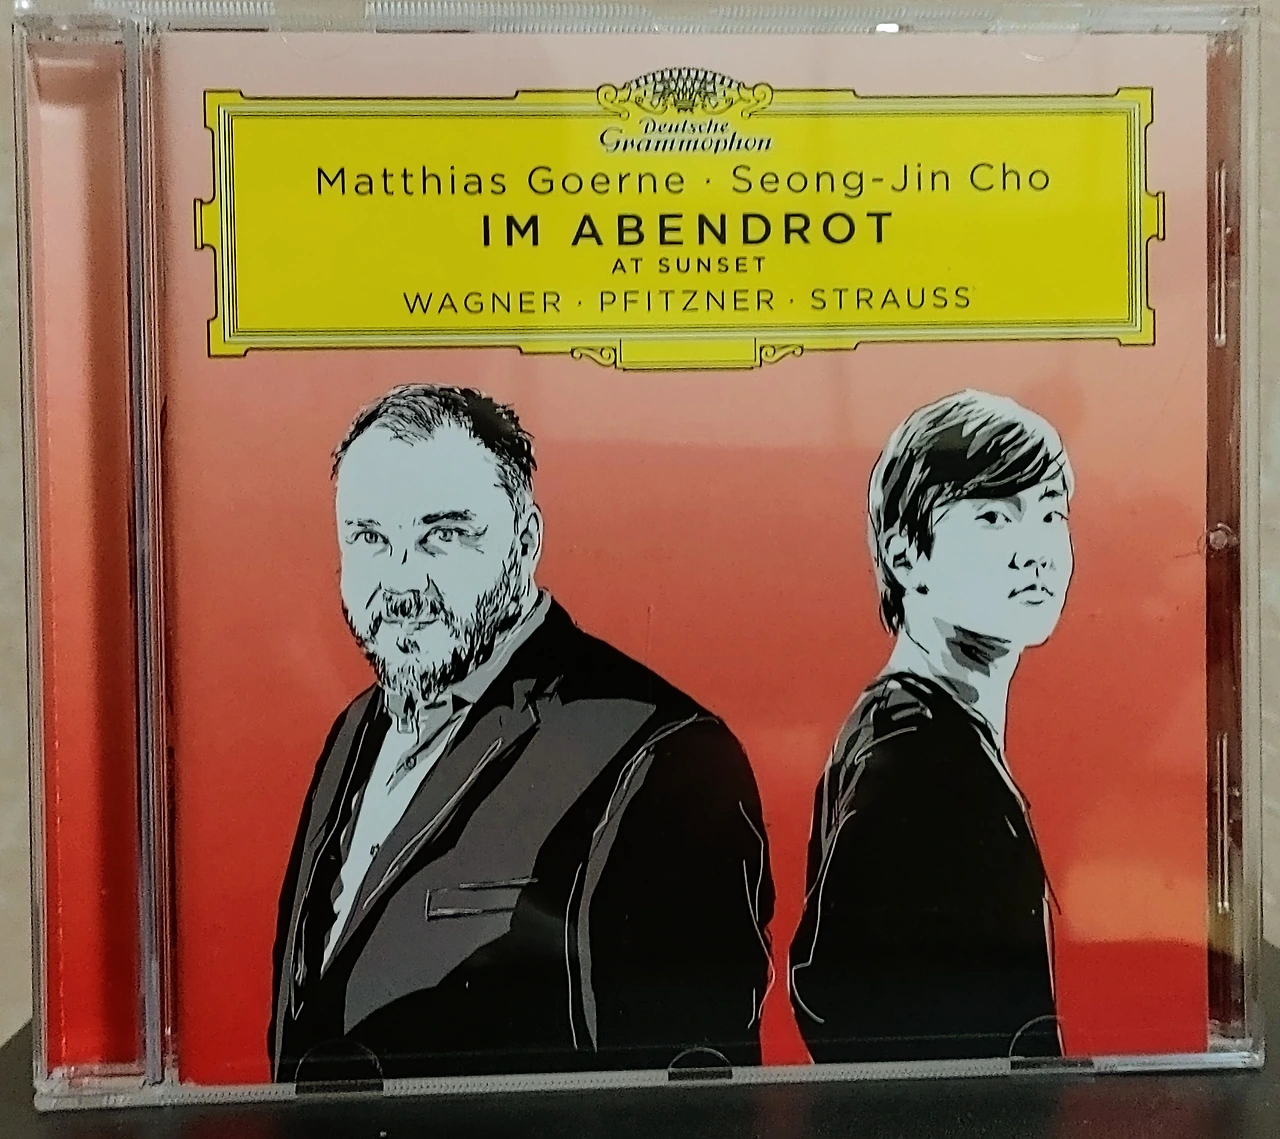 Deutsche
Grammophon
Matthias Goerne · Seong-Jin Cho
IM ABENDROT
AT SUNSET
WAGNER · PFITZNER · STRAUSS